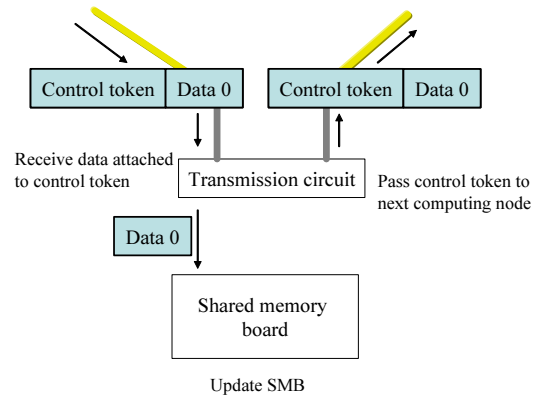 Control token
Data 0
Control token
Data 0
Receive data attached
to control token
Transmission circuit
Pass control token to
next computing node
Data 0
Shared memory
board
Update SMB